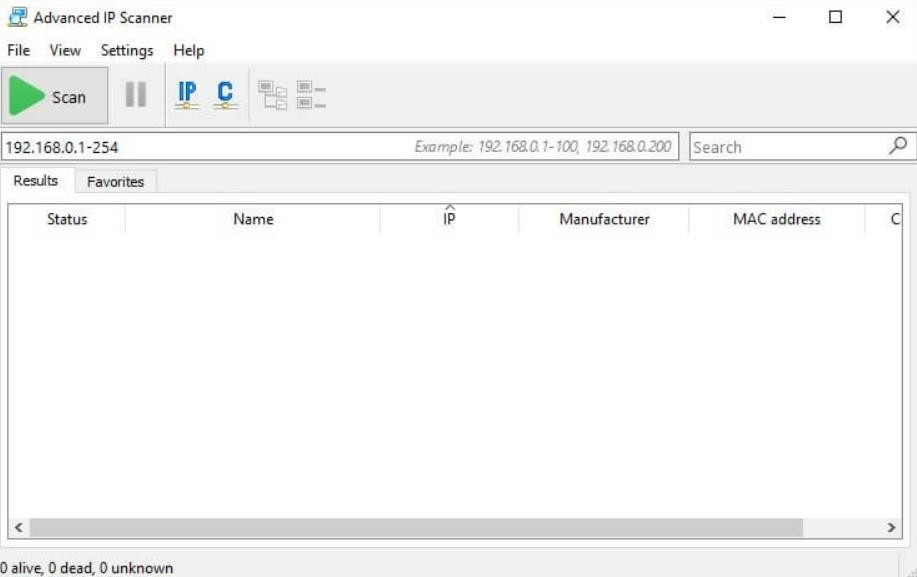 Advanced IP Scanner
File View Settings Help
Scan IP C
192.168.0.1-254 Example: 192.168.0.1-100, 192.168.0.200 Search
Results Favorites
Status Name IP Manufacturer MAC address C
0 alive, 0 dead, 0 unknown